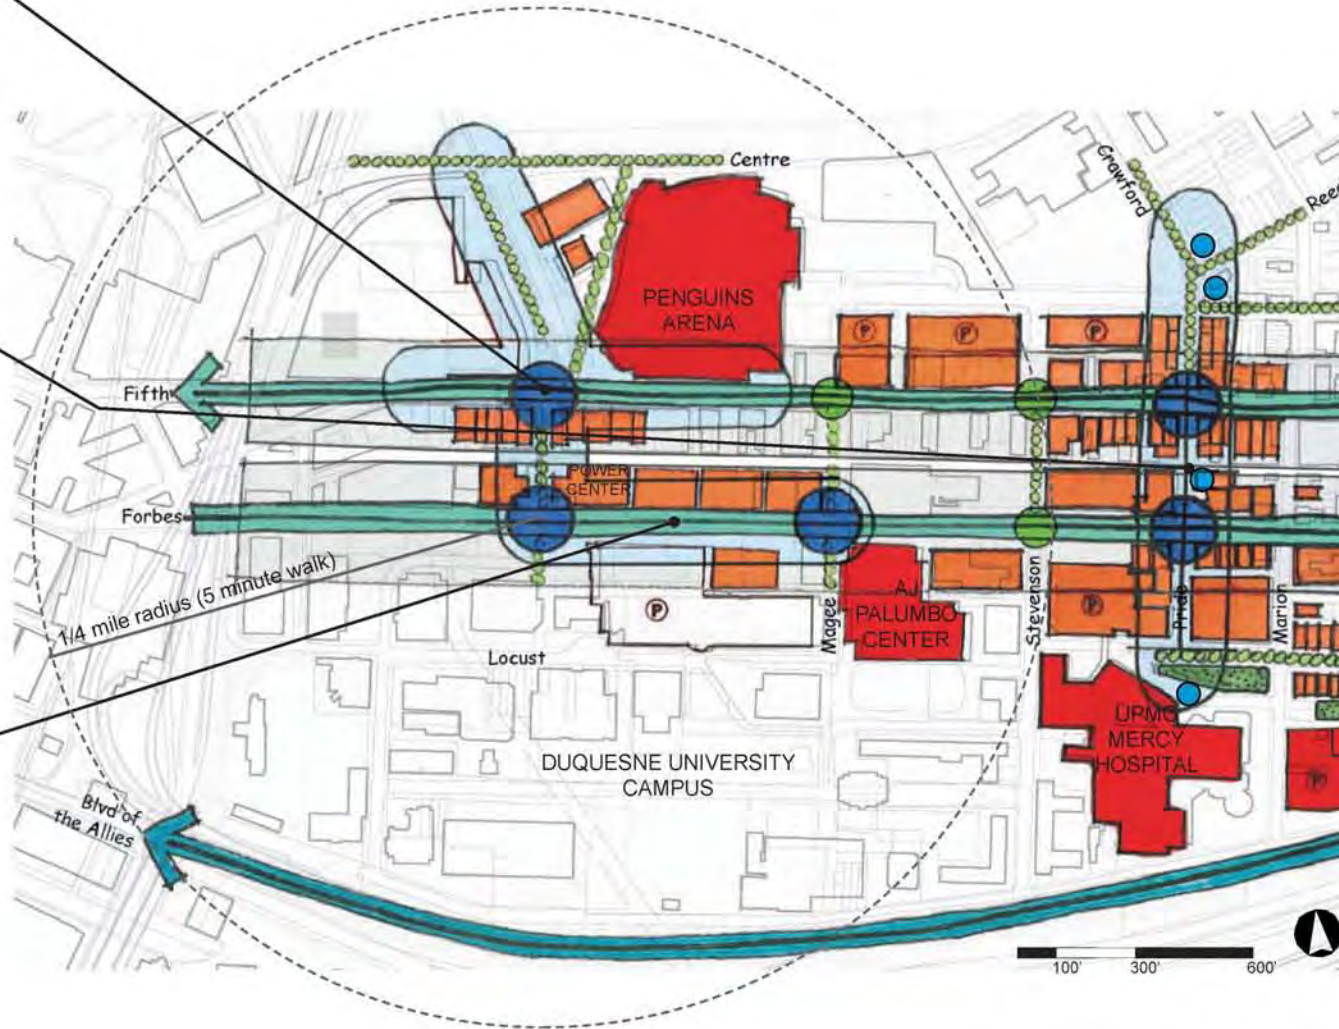 Centre
Crawford
PENGUINS
ARENA
P
P
P
Fifth
POWER
CENTER
Forbes
1/4 mile radius (5 minute walk)
P
Magee
AJ
PALUMBO
CENTER
Stevenson
P
Pride
Marion
Locust
UPMC
MERCY
HOSPITAL
P
DUQUESNE UNIVERSITY
CAMPUS
Blvd of
the Allies
100' 300' 600'